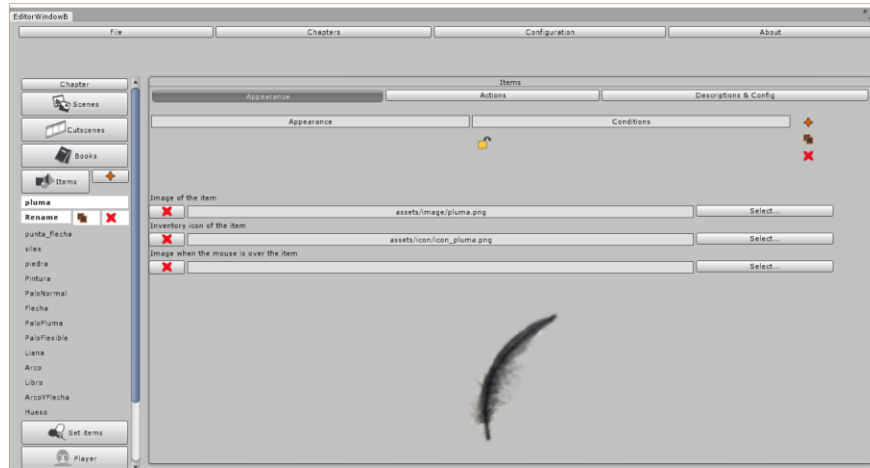 EditorWindowB
File Chapters Configuration About
Chapter
Scenes
Cutscenes
Books
Items
pluma
Rename
punta_flecha
silex
piedra
Pintura
PaloNormal
Flecha
PaloPluma
PaloFlexible
Liana
Arco
Libro
ArcoYFlecha
Hueso
Set items
Player
Items
Appearance Actions Descriptions & Config
Appearance Conditions
Image of the item
assets/image/pluma.png Select...
Inventory icon of the item
assets/icon/icon_pluma.png Select...
Image when the mouse is over the item
Select...